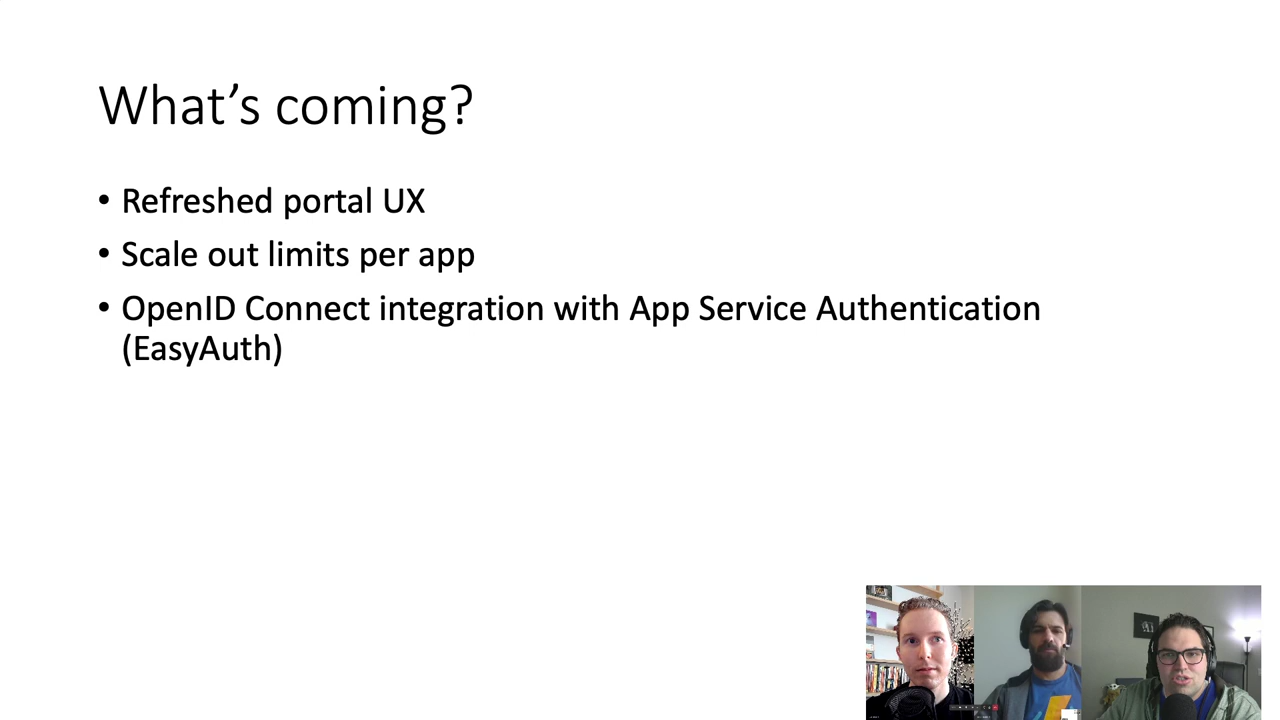 What’s coming?
• Refreshed portal UX
• Scale out limits per app
• OpenID Connect integration with App Service Authentication
(EasyAuth)